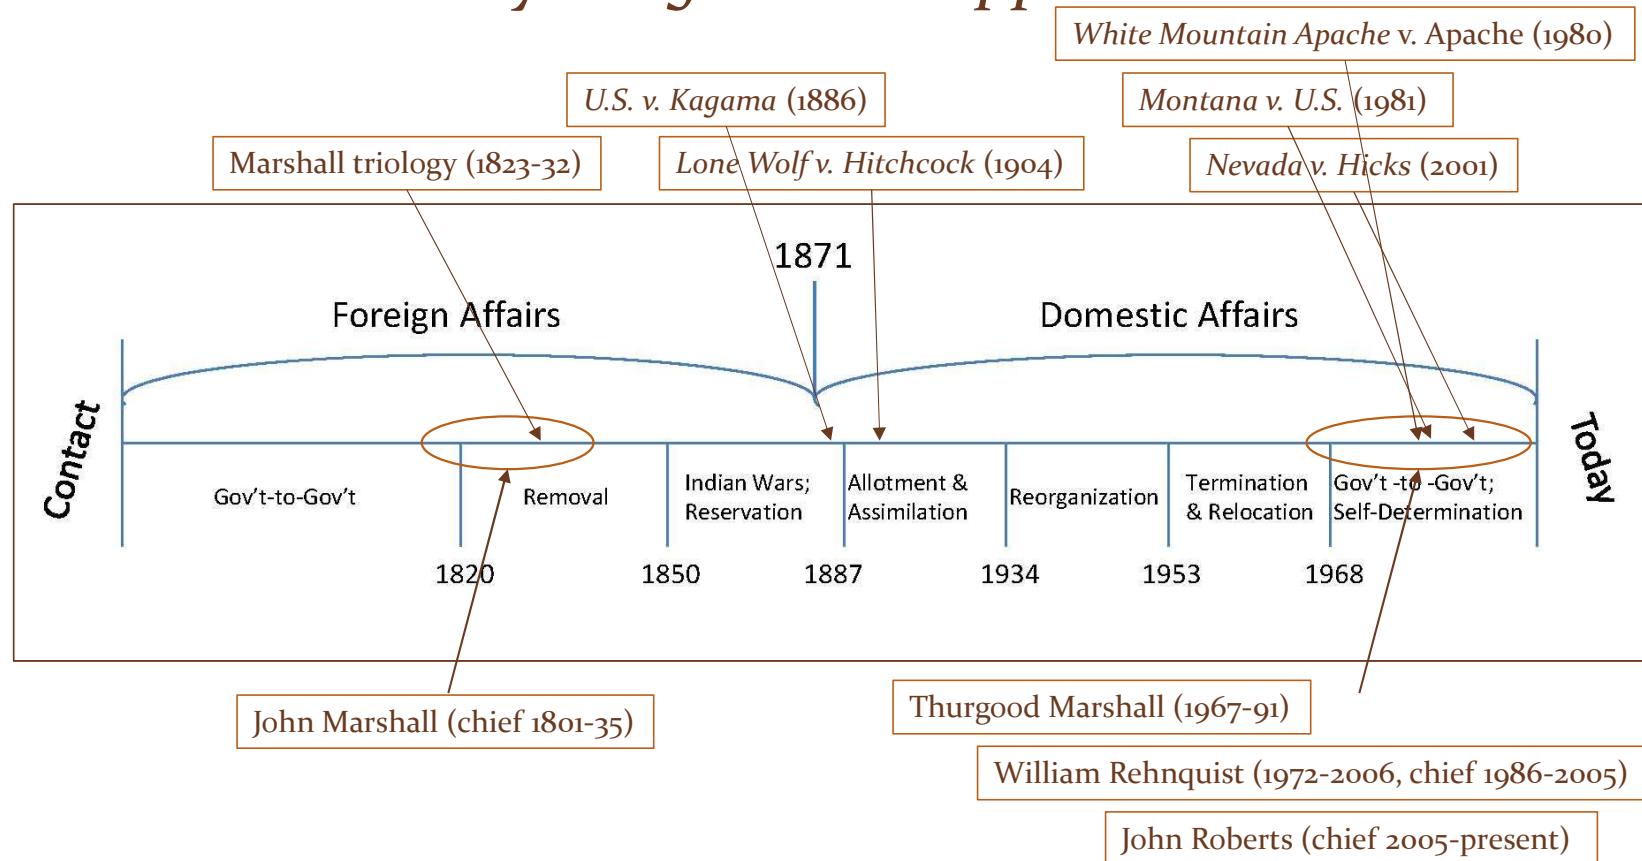 White Mountain Apache v. Apache (1980)
U.S. v. Kagama (1886)
Montana v. U.S. (1981)
Marshall triology (1823-32)
Lone Wolf v. Hitchcock (1904)
Nevada v. Hicks (2001)
1871
Foreign Affairs
Domestic Affairs
Contact
Today
Gov't-to-Gov't
Removal
Indian Wars;
Reservation
Allotment &
Assimilation
Reorganization
Termination
& Relocation
Gov't -to -Gov't;
Self-Determination
1820
1850
1887
1934
1953
1968
John Marshall (chief 1801-35)
Thurgood Marshall (1967-91)
William Rehnquist (1972-2006, chief 1986-2005)
John Roberts (chief 2005-present)